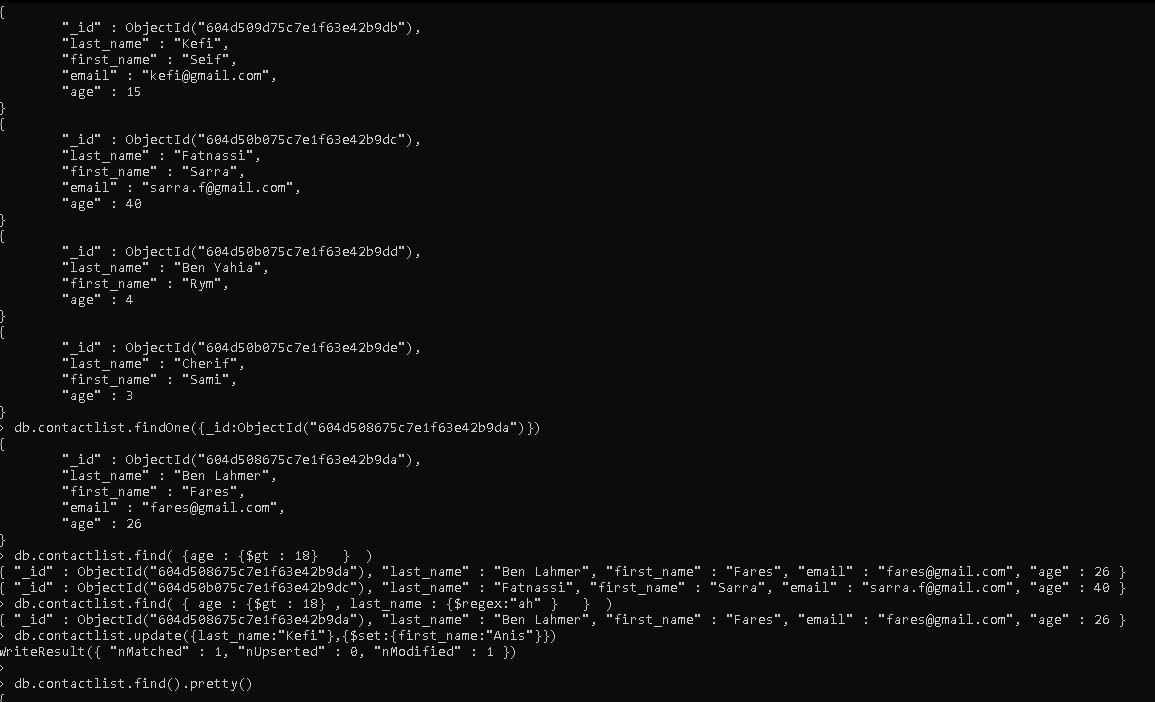 {
"_id" : ObjectId("604d509d75c7e1f63e42b9db"),
"last_name" : "Kefi",
"first_name" : "Seif",
"email" : "kefi@gmail.com",
"age" : 15
}
{
"_id" : ObjectId("604d50b075c7e1f63e42b9dc"),
"last_name" : "Fatnassi",
"first_name" : "Sarra",
"email" : "sarra.f@gmail.com",
"age" : 40
}
{
"_id" : ObjectId("604d50b075c7e1f63e42b9dd"),
"last_name" : "Ben Yahia",
"first_name" : "Rym",
"age" : 4
}
{
"_id" : ObjectId("604d50b075c7e1f63e42b9de"),
"last_name" : "Cherif",
"first_name" : "Sami",
"age" : 3
}
> db.contactlist.findOne({_id:ObjectId("604d508675c7e1f63e42b9da")})
{
"_id" : ObjectId("604d508675c7e1f63e42b9da"),
"last_name" : "Ben Lahmer",
"first_name" : "Fares",
"email" : "fares@gmail.com",
"age" : 26
}
> db.contactlist.find( {age : {$gt : 18}   }  )
{ "_id" : ObjectId("604d508675c7e1f63e42b9da"), "last_name" : "Ben Lahmer", "first_name" : "Fares", "email" : "fares@gmail.com", "age" : 26 }
{ "_id" : ObjectId("604d50b075c7e1f63e42b9dc"), "last_name" : "Fatnassi", "first_name" : "Sarra", "email" : "sarra.f@gmail.com", "age" : 40 }
> db.contactlist.find( { age : {$gt : 18} , last_name : {$regex:"ah" }   }  )
{ "_id" : ObjectId("604d508675c7e1f63e42b9da"), "last_name" : "Ben Lahmer", "first_name" : "Fares", "email" : "fares@gmail.com", "age" : 26 }
> db.contactlist.update({last_name:"Kefi"},{$set:{first_name:"Anis"}})
WriteResult({ "nMatched" : 1, "nUpserted" : 0, "nModified" : 1 })
>
> db.contactlist.find().pretty()
{